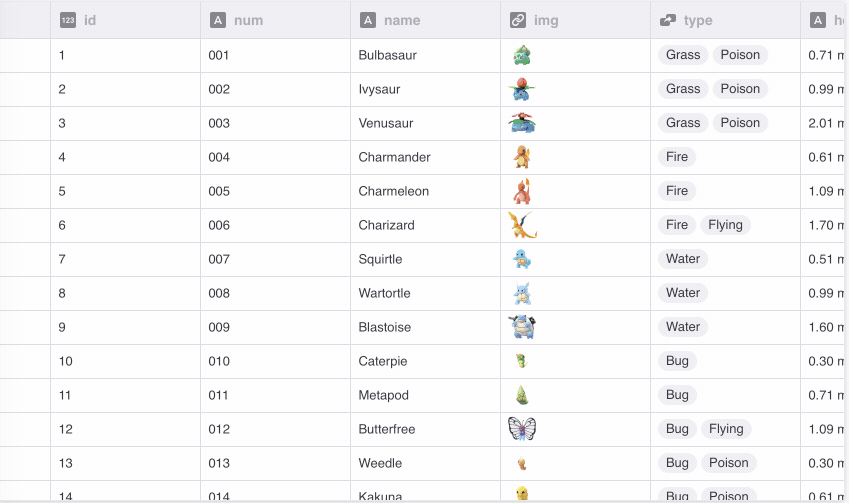 123 id A num A name img type A
1 001 Bulbasaur Grass Poison 0.71 m
2 002 Ivysaur Grass Poison 0.99 m
3 003 Venusaur Grass Poison 2.01 m
4 004 Charmander Fire 0.61 m
5 005 Charmeleon Fire 1.09 m
6 006 Charizard Fire Flying 1.70 m
7 007 Squirtle Water 0.51 m
8 008 Wartortle Water 0.99 m
9 009 Blastoise Water 1.60 m
10 010 Caterpie Bug 0.30 m
11 011 Metapod Bug 0.71 m
12 012 Butterfree Bug Flying 1.09 m
13 013 Weedle Bug Poison 0.30 m
14 014 Kakuna Bug Poison 0.61 m